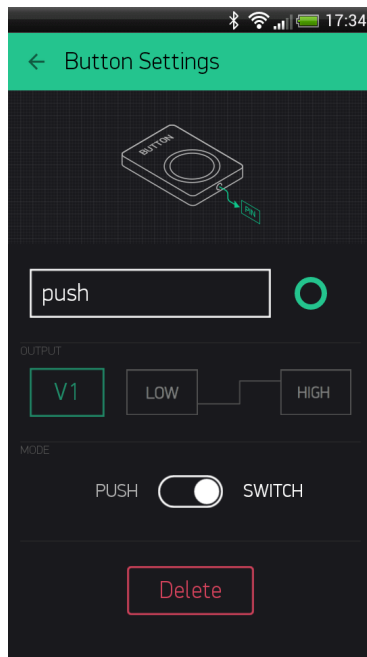 17:34
Button Settings
BUTTON
PIN
push
OUTPUT
V1 LOW HIGH
MODE
PUSH SWITCH
Delete